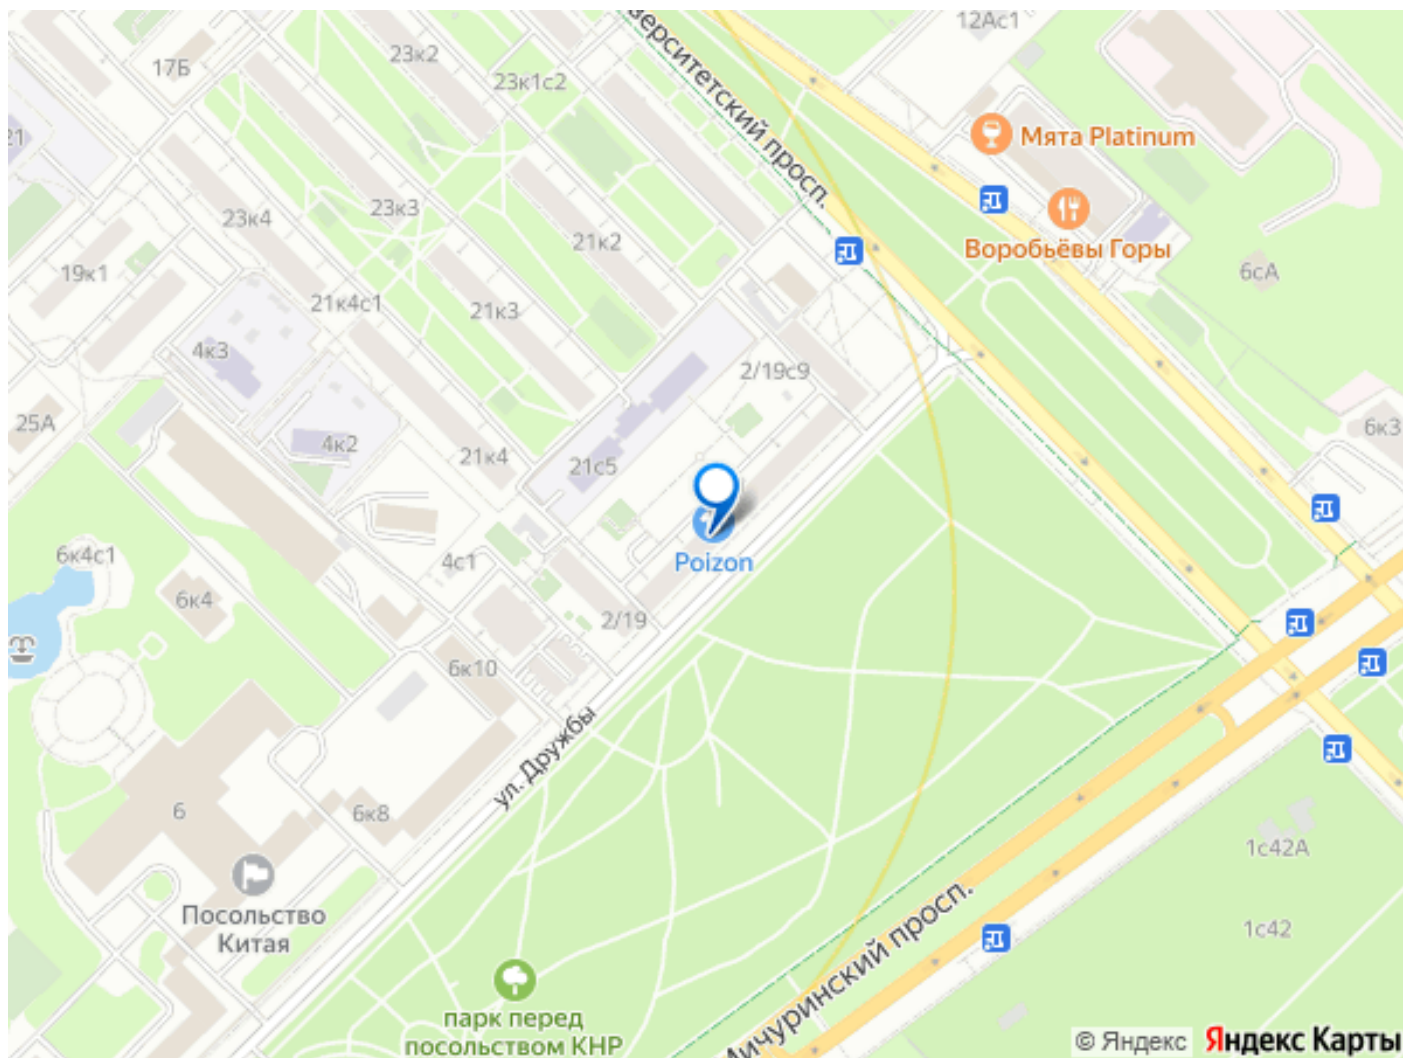 12Ас1
23к2
17Б
23к1с2
верситетский просп.
21
Мята Platinum
23к4
23к3
21к2
Воробьёвы Горы
6сА
19к1
21к4с1
21к3
4к3
2/19с9
25А
4к2
21к4
21с5
6к3
Poizon
6к4с1
4с1
6к4
2/19
6к10
ул. Дружбы
6
6к8
1с42А
Посольство
Китая
1с42
Мичуринский просп.
парк перед
посольством КНР
© Яндекс Яндекс Карты